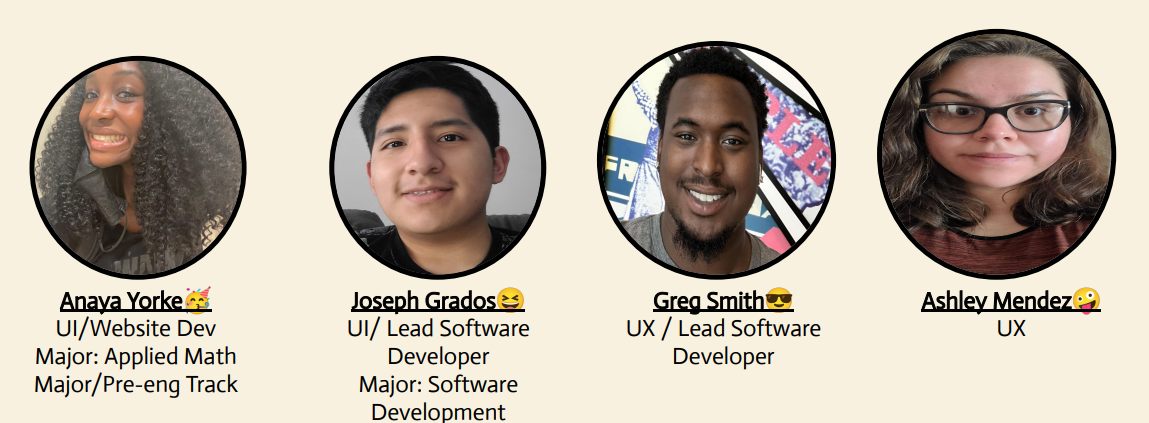 Anaya Yorke🥳
UI/Website Dev
Major: Applied Math
Major/Pre-eng Track
Joseph Grados😆
UI/ Lead Software
Developer
Major: Software
Development
Greg Smith😎
UX / Lead Software
Developer
Ashley Mendez🤪
UX